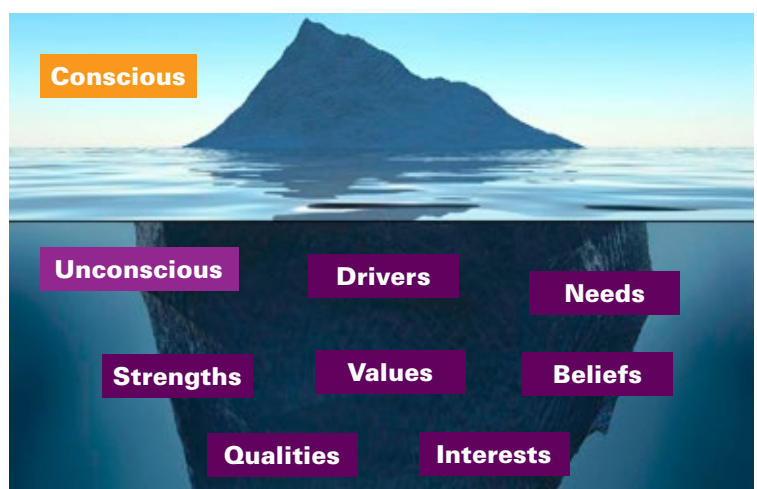 Conscious
Unconscious
Drivers
Needs
Strengths
Values
Beliefs
Qualities
Interests